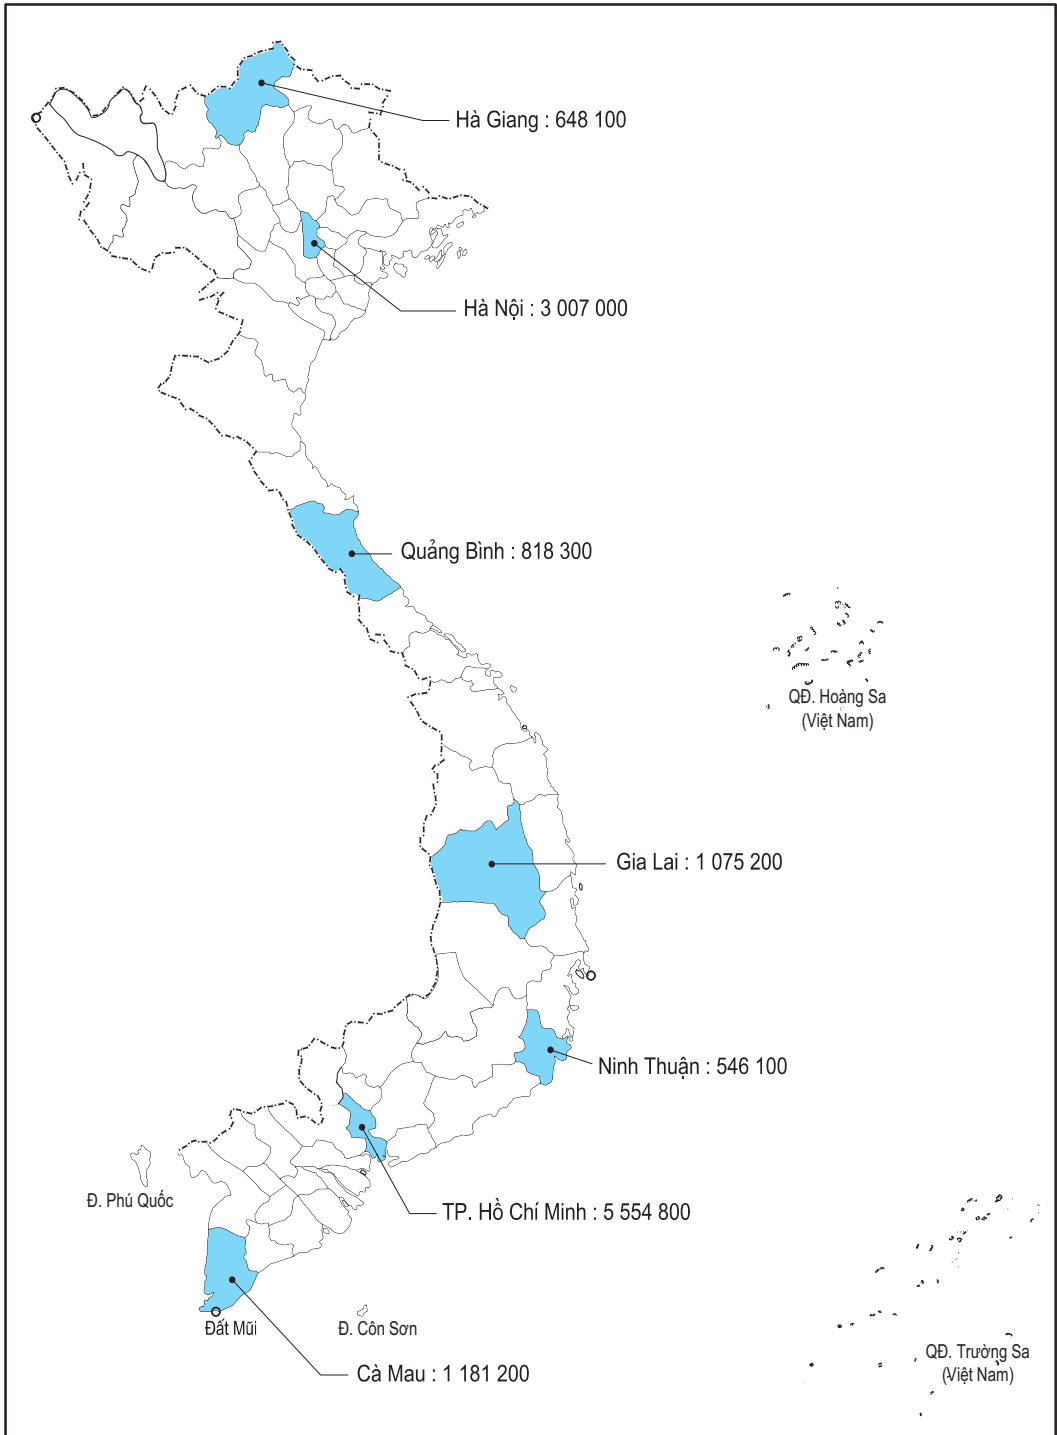 Hà Giang : 648 100
Hà Nội : 3 007 000
Quảng Bình : 818 300
QĐ. Hoàng Sa
(Việt Nam)
Gia Lai : 1 075 200
Ninh Thuận : 546 100
Đ. Phú Quốc
TP. Hồ Chí Minh : 5 554 800
Đất Mũi
Đ. Côn Sơn
QĐ. Trường Sa
(Việt Nam)
Cà Mau : 1 181 200